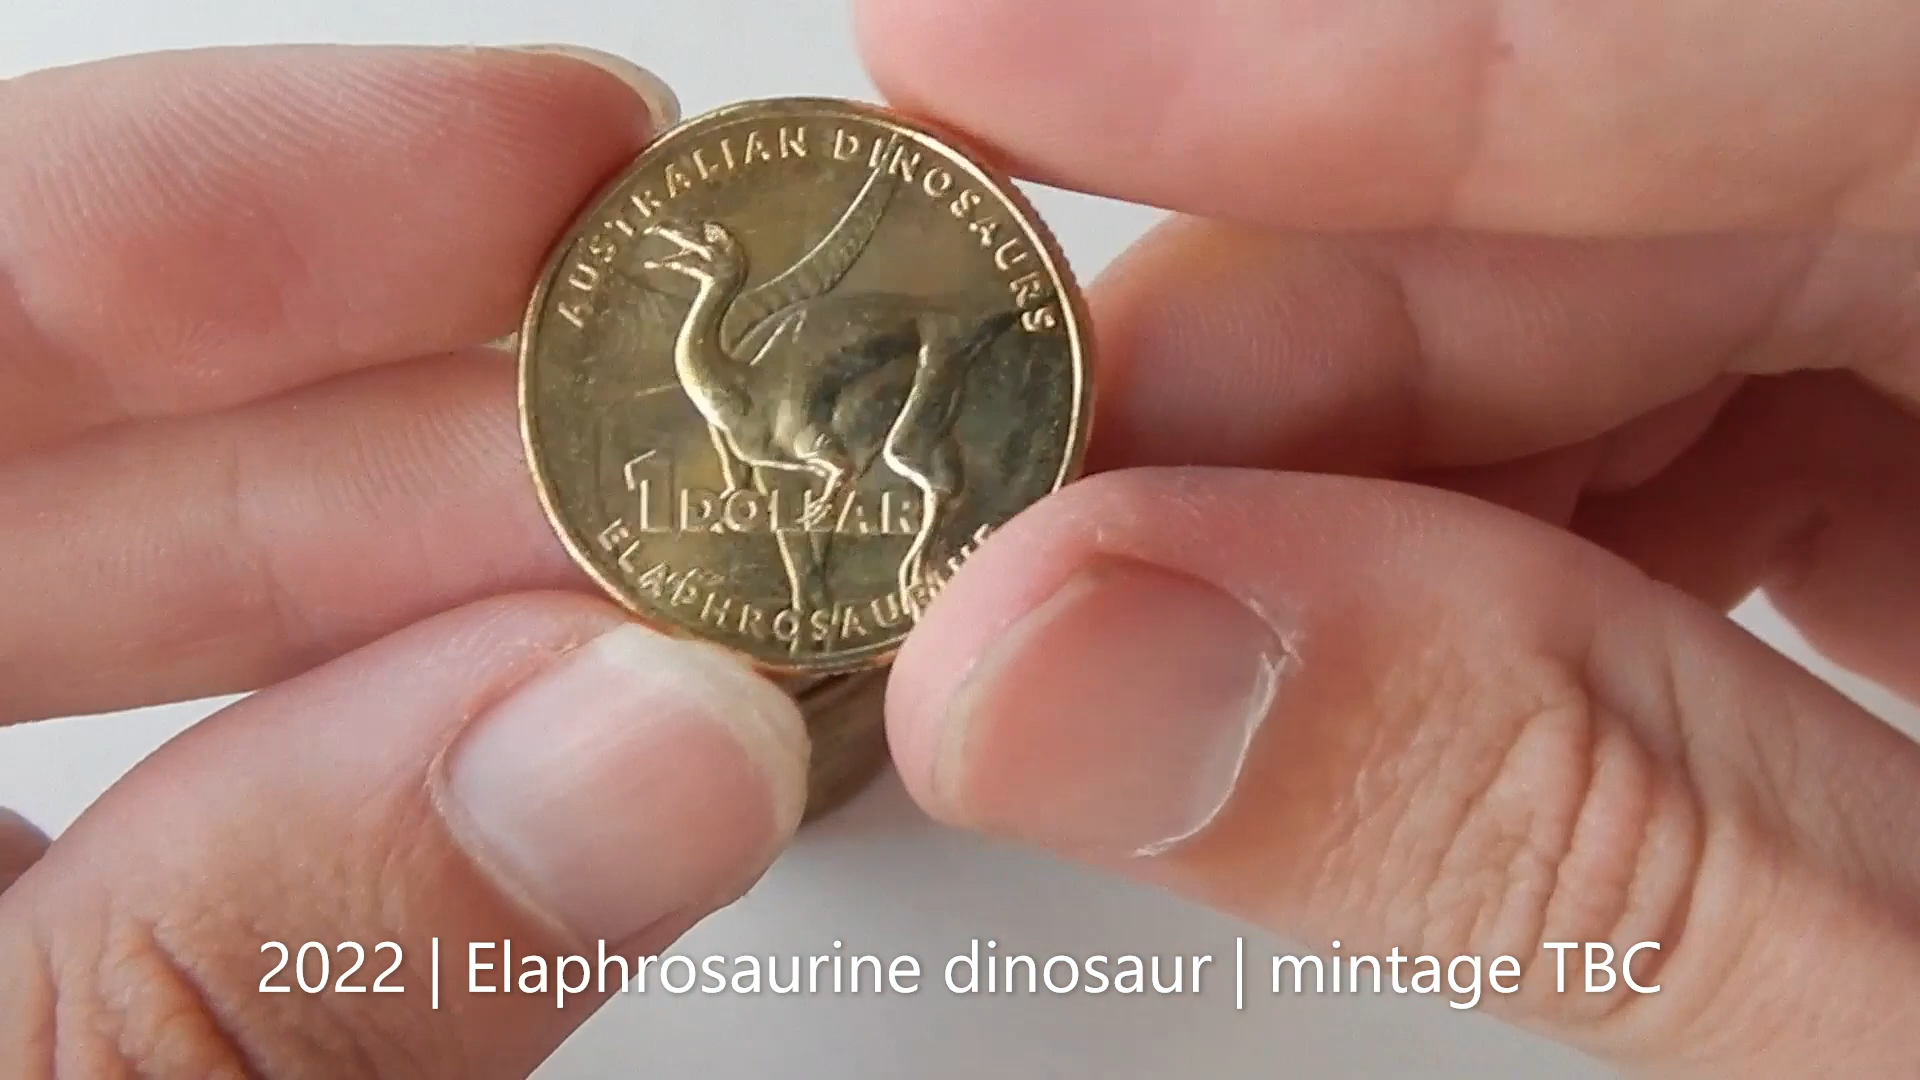 AUSTRALIAN DINOSAURS
1 DOLLAR
2022 | Elaphrosaurine dinosaur | mintage TBC